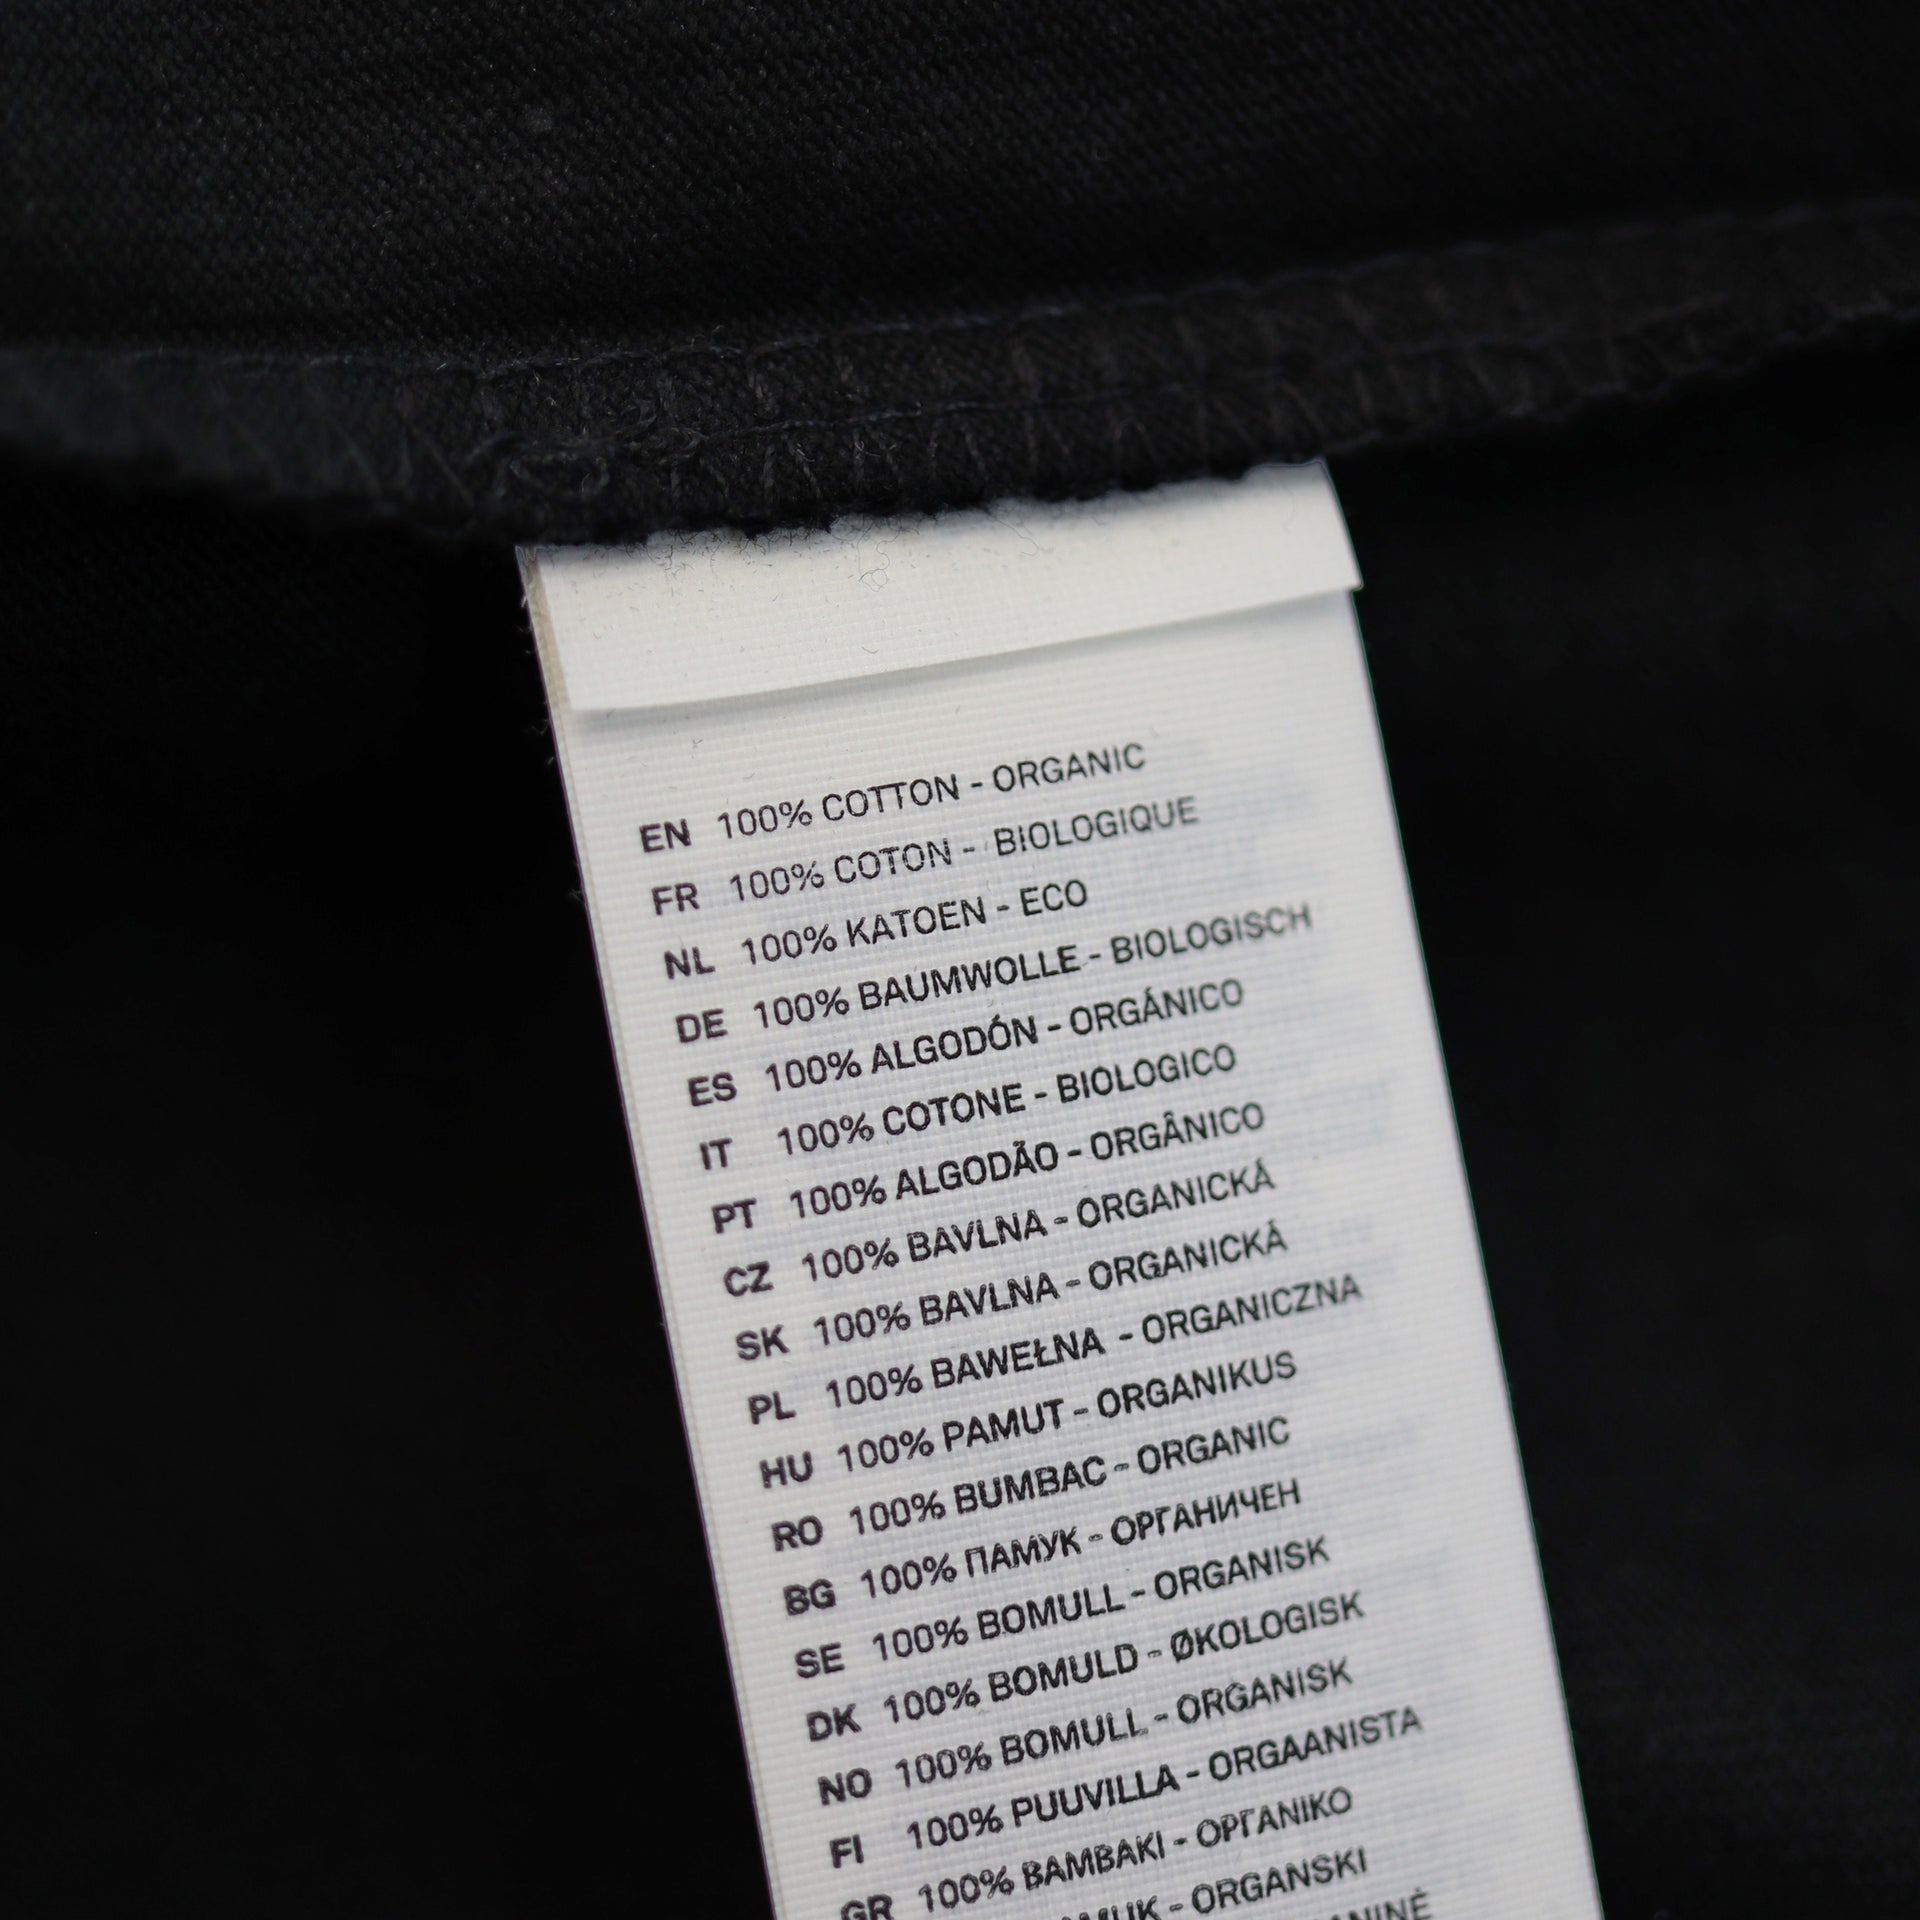 EN 100% COTTON - ORGANIC
FR 100% COTON - BIOLOGIQUE
NL 100% KATOEN - ECO
DE 100% BAUMWOLLE - BIOLOGISCH
ES 100% ALGODÓN - ORGÁNICO
IT 100% COTONE - BIOLOGICO
PT 100% ALGODÃO - ORGÂNICO
CZ 100% BAVLNA - ORGANICKÁ
SK 100% BAVLNA - ORGANICKÁ
PL 100% BAWEŁNA - ORGANICZNA
HU 100% PAMUT - ORGANIKUS
RO 100% BUMBAC - ORGANIC
BG 100% ПАМУК - ОРГАНИЧЕН
SE 100% BOMULL - ORGANISK
DK 100% BOMULD - ØKOLOGISK
NO 100% BOMULL - ORGANISK
FI 100% PUUVILLA - ORGAANISTA
GR 100% ΒΑΜΒΑΚΙ - ΟΡΓΑΝΙΚΟ
- ORGANSKI